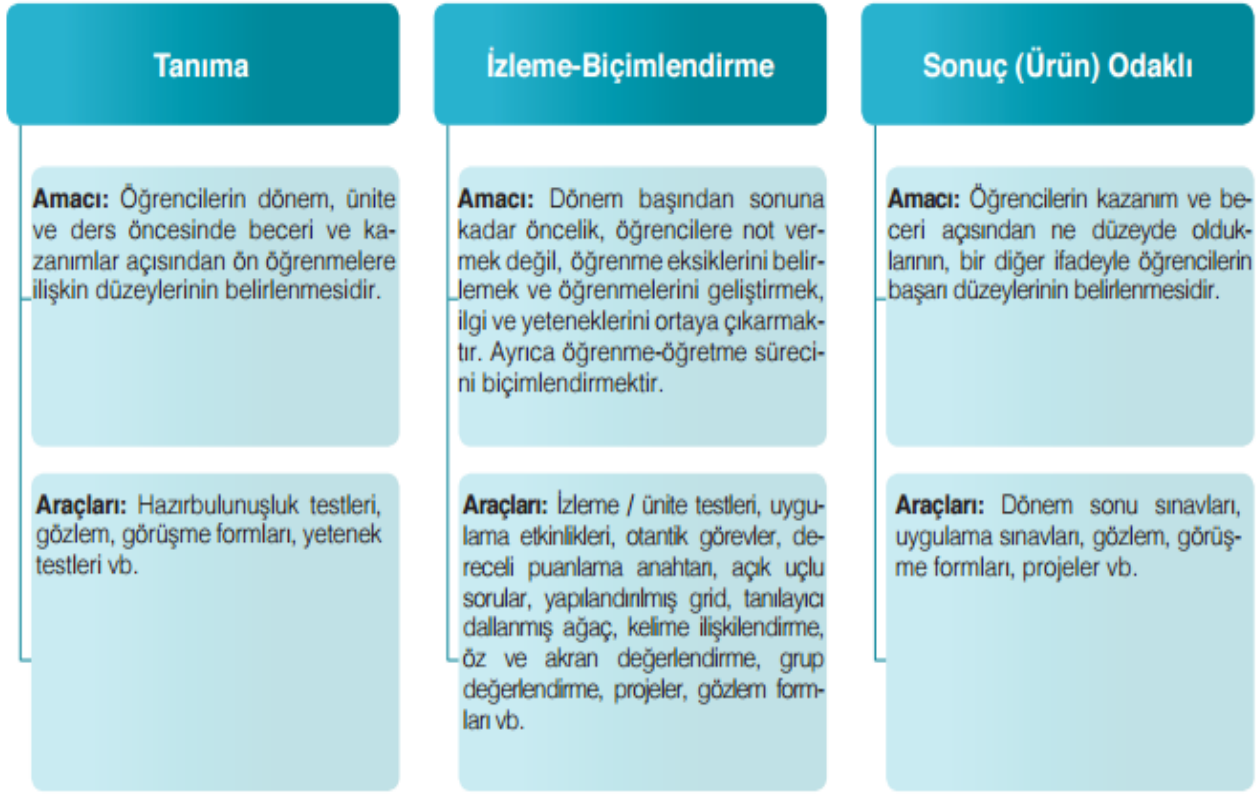 Tanıma
Amacı: Öğrencilerin dönem, ünite
ve ders öncesinde beceri ve ka-
zanımlar açısından ön öğrenmelere
ilişkin düzeylerinin belirlenmesidir.
Araçları: Hazırbulunuşluk testleri,
gözlem, görüşme formları, yetenek
testleri vb.
İzleme-Biçimlendirme
Amacı: Dönem başından sonuna
kadar öncelik, öğrencilere not ver-
mek değil, öğrenme eksiklerini belir-
lemek ve öğrenmelerini geliştirmek,
ilgi ve yeteneklerini ortaya çıkarmak-
tır. Ayrıca öğrenme-öğretme süreci-
ni biçimlendirmektir.
Araçları: İzleme / ünite testleri, uygu-
lama etkinlikleri, otantik görevler, de-
receli puanlama anahtarı, açık uçlu
sorular, yapılandırılmış grid, tanılayıcı
dallanmış ağaç, kelime ilişkilendirme,
öz ve akran değerlendirme, grup
değerlendirme, projeler, gözlem form-
ları vb.
Sonuç (Ürün) Odaklı
Amacı: Öğrencilerin kazanım ve be-
ceri açısından ne düzeyde olduk-
larının, bir diğer ifadeyle öğrencilerin
başarı düzeylerinin belirlenmesidir.
Araçları: Dönem sonu sınavları,
uygulama sınavları, gözlem, görüş-
me formları, projeler vb.